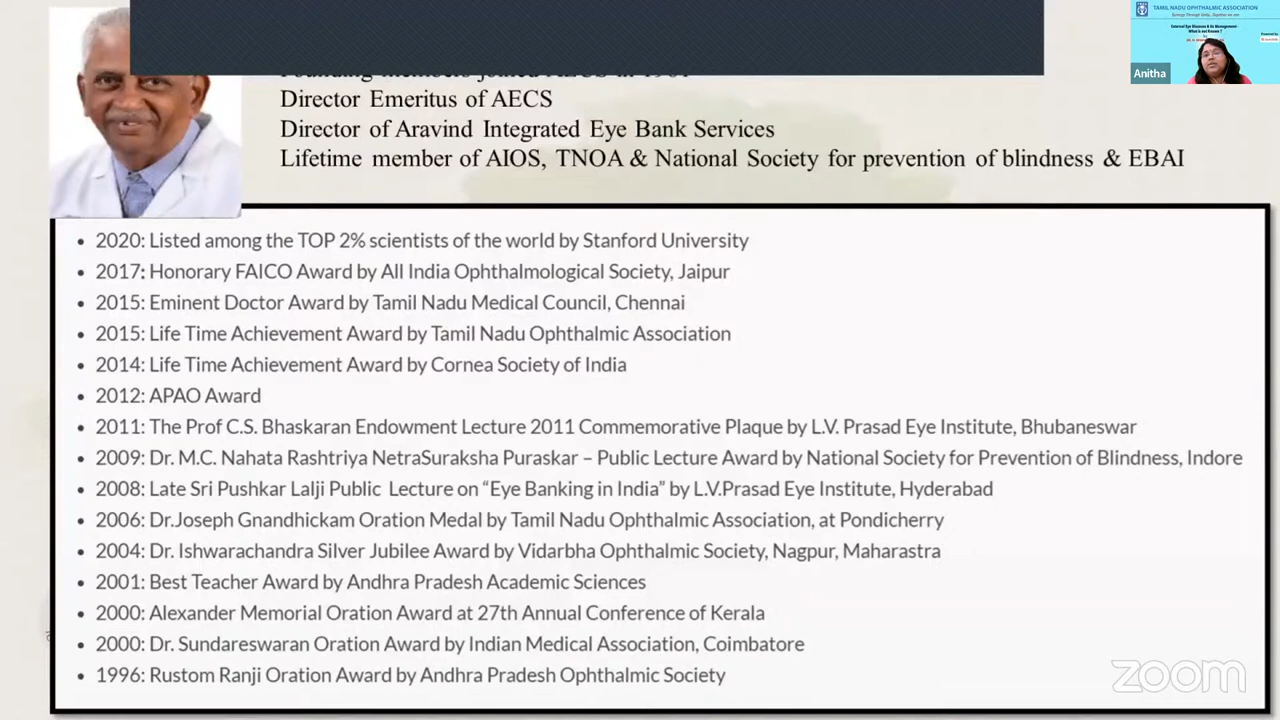 TAMIL NADU OPHTHALMIC ASSOCIATION
External Eye Diseases & Its Management-
What is not Known ?
Anitha
Director Emeritus of AECS
Director of Aravind Integrated Eye Bank Services
Lifetime member of AIOS, TNOA & National Society for prevention of blindness & EBAI
• 2020: Listed among the TOP 2% scientists of the world by Stanford University
• 2017: Honorary FAICO Award by All India Ophthalmological Society, Jaipur
• 2015: Eminent Doctor Award by Tamil Nadu Medical Council, Chennai
• 2015: Life Time Achievement Award by Tamil Nadu Ophthalmic Association
• 2014: Life Time Achievement Award by Cornea Society of India
• 2012: APAO Award
• 2011: The Prof C.S. Bhaskaran Endowment Lecture 2011 Commemorative Plaque by L.V. Prasad Eye Institute, Bhubaneswar
• 2009: Dr. M.C. Nahata Rashtriya NetraSuraksha Puraskar – Public Lecture Award by National Society for Prevention of Blindness, Indore
• 2008: Late Sri Pushkar Lalji Public Lecture on “Eye Banking in India” by L.V.Prasad Eye Institute, Hyderabad
• 2006: Dr.Joseph Gnandhickam Oration Medal by Tamil Nadu Ophthalmic Association, at Pondicherry
• 2004: Dr. Ishwarachandra Silver Jubilee Award by Vidarbha Ophthalmic Society, Nagpur, Maharastra
• 2001: Best Teacher Award by Andhra Pradesh Academic Sciences
• 2000: Alexander Memorial Oration Award at 27th Annual Conference of Kerala
• 2000: Dr. Sundareswaran Oration Award by Indian Medical Association, Coimbatore
• 1996: Rustom Ranji Oration Award by Andhra Pradesh Ophthalmic Society
zoom